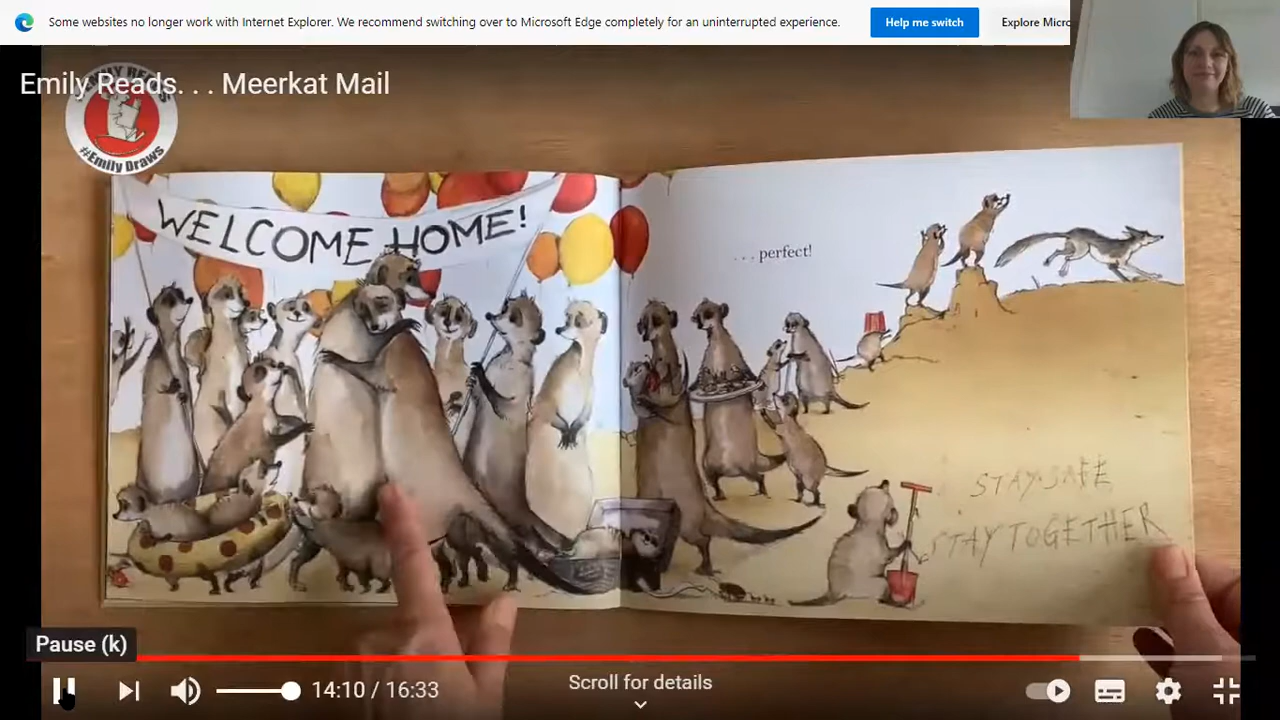 Some websites no longer work with Internet Explorer. We recommend switching over to Microsoft Edge completely for an uninterrupted experience.
Help me switch
Explore Micro
Emily Reads. . . Meerkat Mail
#Emily Draws
WELCOME HOME!
. . . perfect!
STAY SAFE
STAY TOGETHER
Pause (k)
14:10 / 16:33
Scroll for details